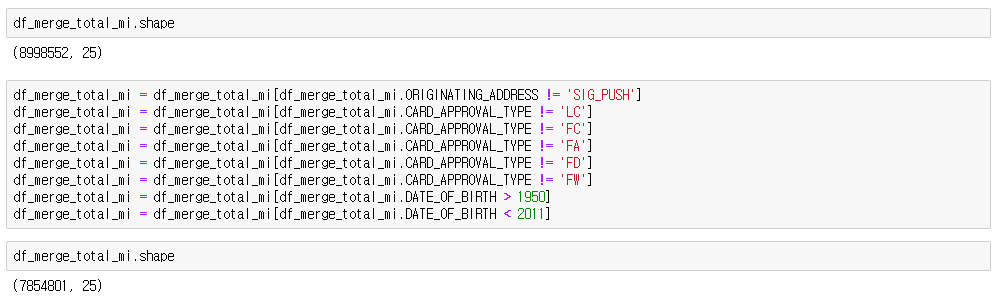 df_merge_total_mi.shape
(8998552, 25)
df_merge_total_mi = df_merge_total_mi[df_merge_total_mi.ORIGINATING_ADDRESS != 'SIG_PUSH']
df_merge_total_mi = df_merge_total_mi[df_merge_total_mi.CARD_APPROVAL_TYPE != 'LC']
df_merge_total_mi = df_merge_total_mi[df_merge_total_mi.CARD_APPROVAL_TYPE != 'FC']
df_merge_total_mi = df_merge_total_mi[df_merge_total_mi.CARD_APPROVAL_TYPE != 'FA']
df_merge_total_mi = df_merge_total_mi[df_merge_total_mi.CARD_APPROVAL_TYPE != 'FD']
df_merge_total_mi = df_merge_total_mi[df_merge_total_mi.CARD_APPROVAL_TYPE != 'FW']
df_merge_total_mi = df_merge_total_mi[df_merge_total_mi.DATE_OF_BIRTH > 1950]
df_merge_total_mi = df_merge_total_mi[df_merge_total_mi.DATE_OF_BIRTH < 2011]
df_merge_total_mi.shape
(7854801, 25)